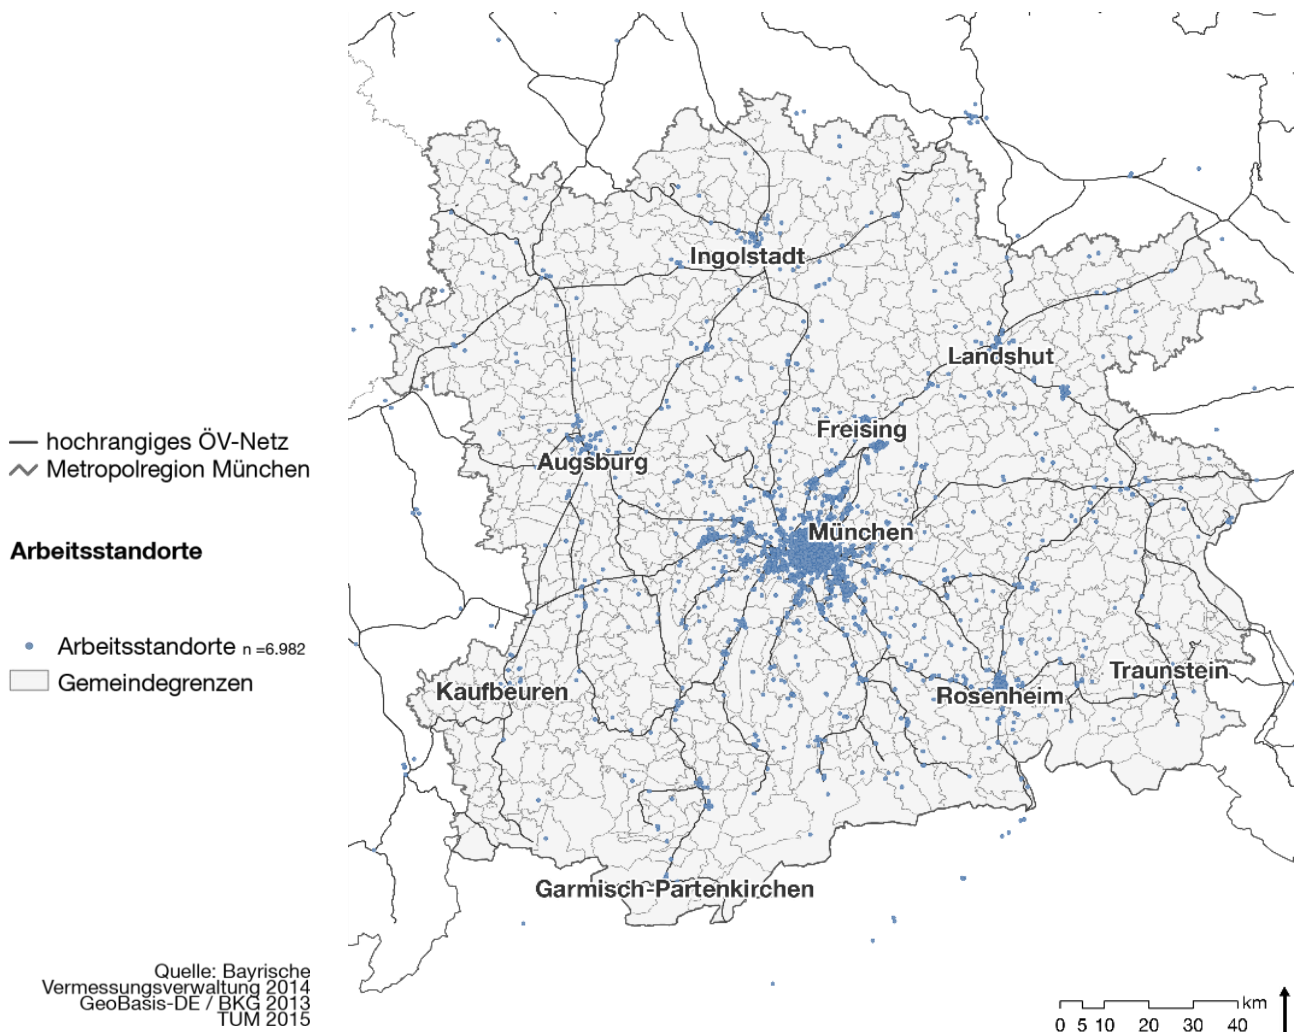 hochrangiges ÖV-Netz
Metropolregion München
Arbeitsstandorte
Arbeitsstandorte n =6.982
Gemeindegrenzen
Ingolstadt
Landshut
Freising
Augsburg
München
Traunstein
Kaufbeuren
Rosenheim
Garmisch-Partenkirchen
Quelle: Bayrische
Vermessungsverwaltung 2014
GeoBasis-DE / BKG 2013
TUM 2015
km
0 5 10 20 30 40